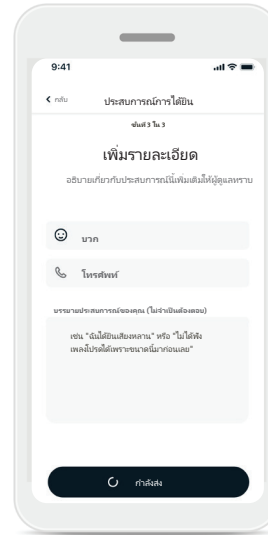 9:41
กลับ
ประสบการณ์การได้ยิน
ขั้นที่ 3 ใน 3
เพิ่มรายละเอียด
อธิบายเกี่ยวกับประสบการณ์นี้เพิ่มเติมให้ผู้ดูแลทราบ
บวก
โทรศัพท์
บรรยายประสบการณ์ของคุณ (ไม่จำเป็นต้องตอบ)
เช่น "ฉันได้ยินเสียงหลาน" หรือ "ไม่ได้ฟัง
เพลงโปรดได้เพราะขนาดนี้มาก่อนเลย"
กำลังส่ง